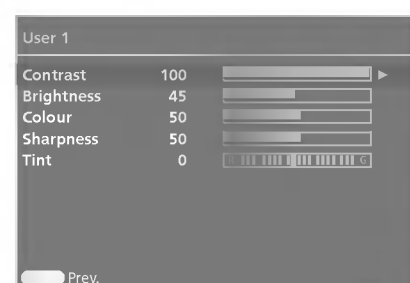 User 1
Contrast 100
Brightness 45
Colour 50
Sharpness 50
Tint 0 R G
Prev.